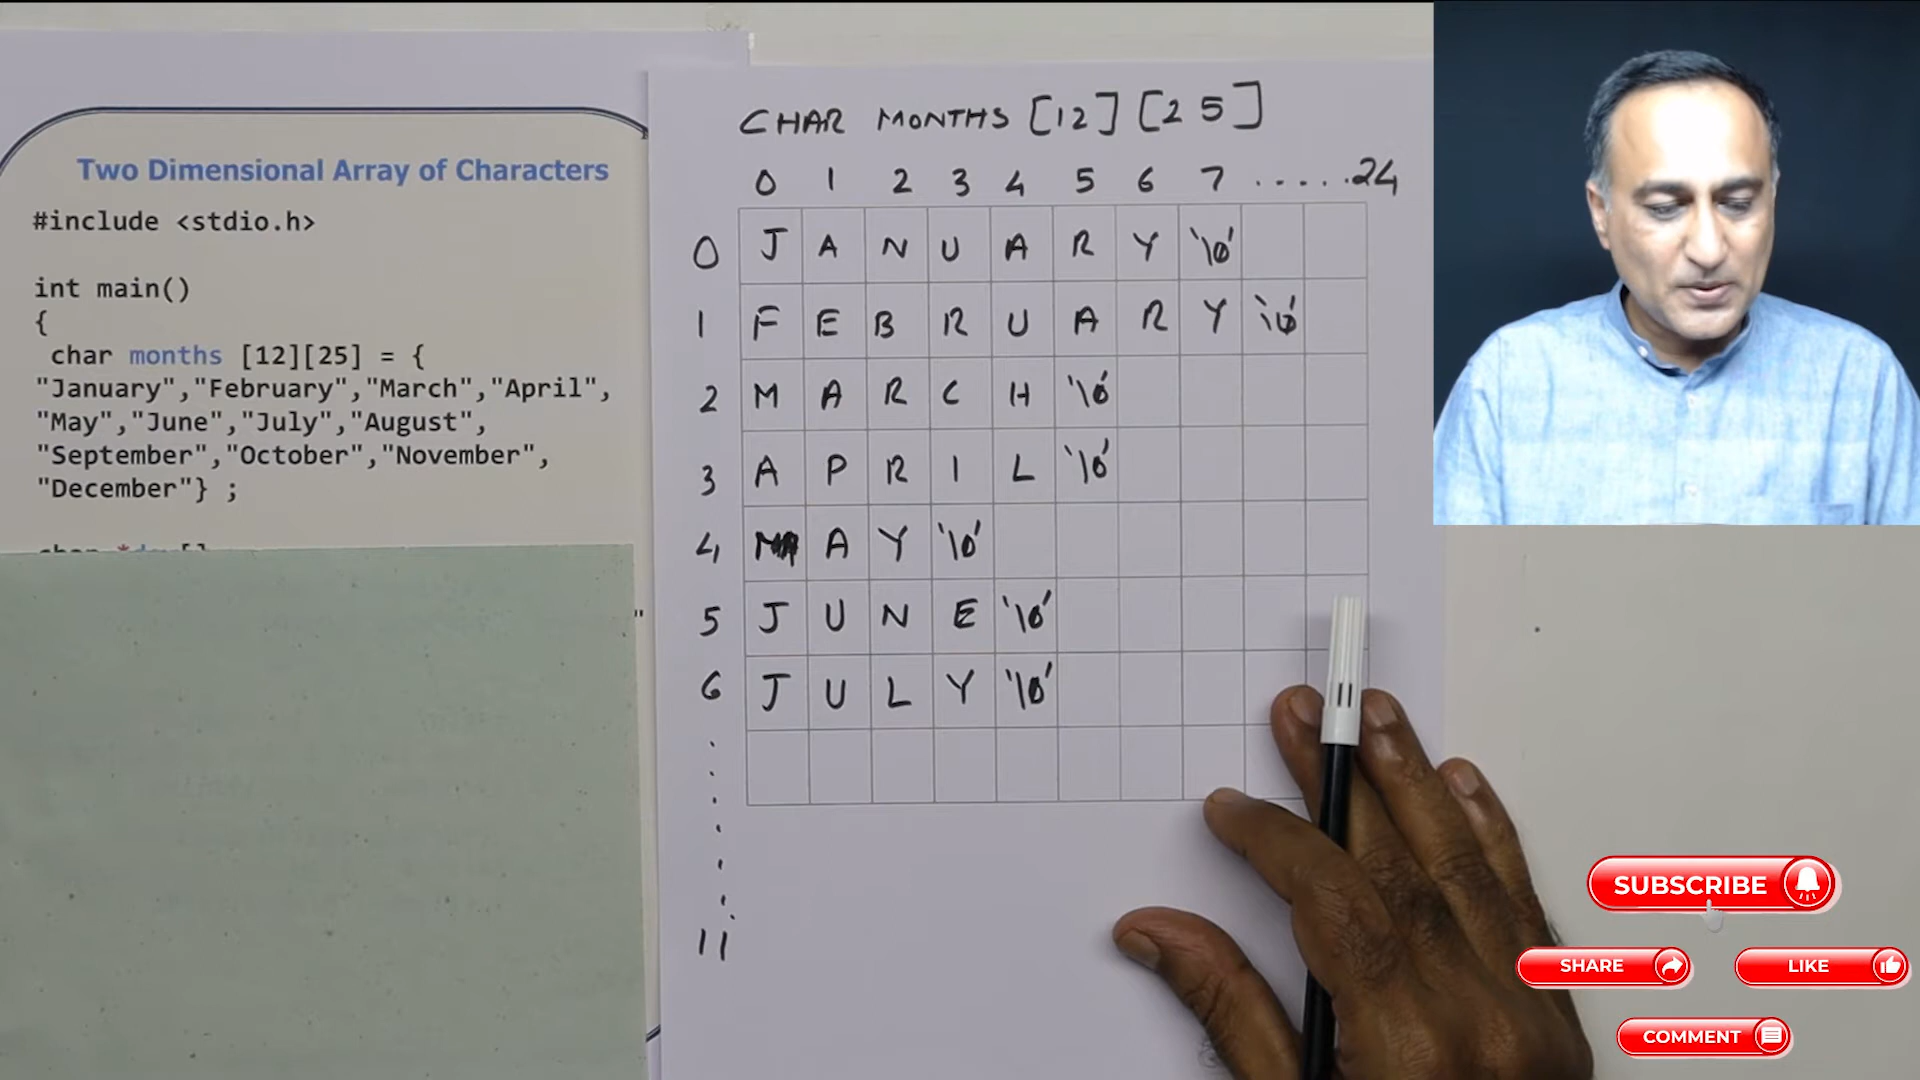 Two Dimensional Array of Characters
#include <stdio.h>
int main()
{
char months [12][25] = {
"January","February","March","April",
"May","June","July","August",
"September","October","November",
"December"} ;
"
CHAR MONTHS [12] [25]
0 1 2 3 4 5 6 7 ......24
0 J A N U A R Y '\0'
1 F E B R U A R Y '\0'
2 M A R C H '\0'
3 A P R I L '\0'
4 M A Y '\0'
5 J U N E '\0'
6 J U L Y '\0'
11
SUBSCRIBE
SHARE
LIKE
COMMENT